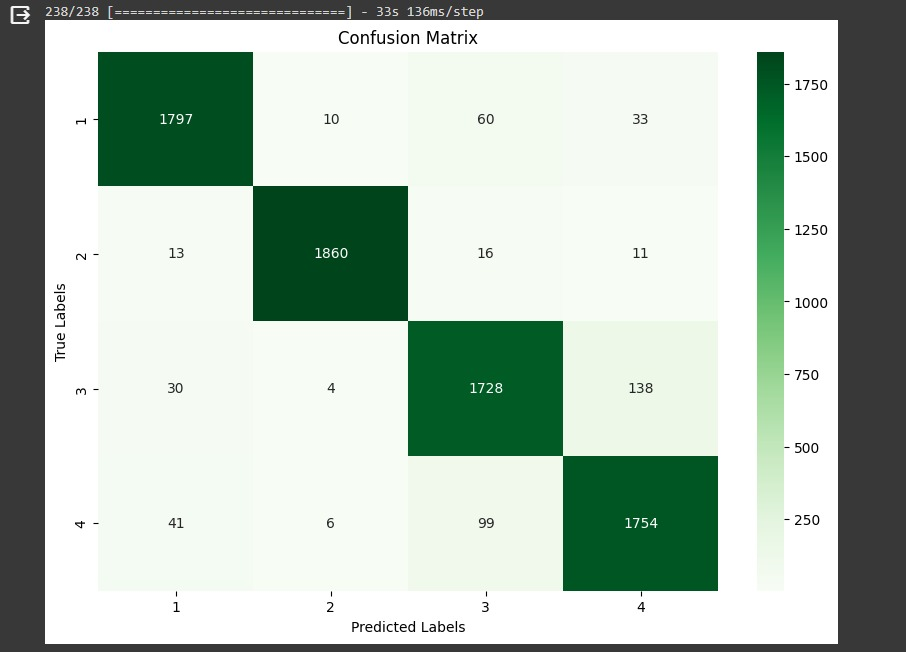 238/238 [==============================] - 33s 136ms/step
Confusion Matrix
1797 10 60 33
13 1860 16 11
30 4 1728 138
41 6 99 1754
1
2
3
4
True Labels
1 2 3 4
Predicted Labels
1750
1500
1250
1000
750
500
250